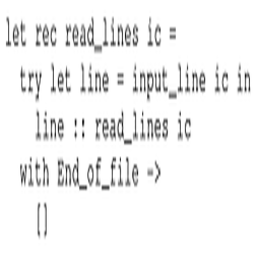 let rec read_lines ic =
try let line = input_line ic in
line :: read_lines ic
with End_of_file ->
[]